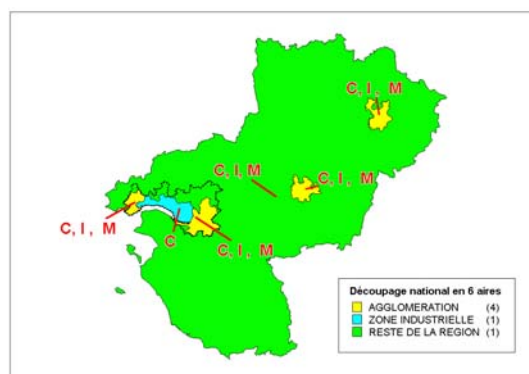 C, I , M
C, I, M
C, I , M
C, I , M
C
C, I , M
Découpage national en 6 aires
AGGLOMERATION (4)
ZONE INDUSTRIELLE (1)
RESTE DE LA REGION (1)